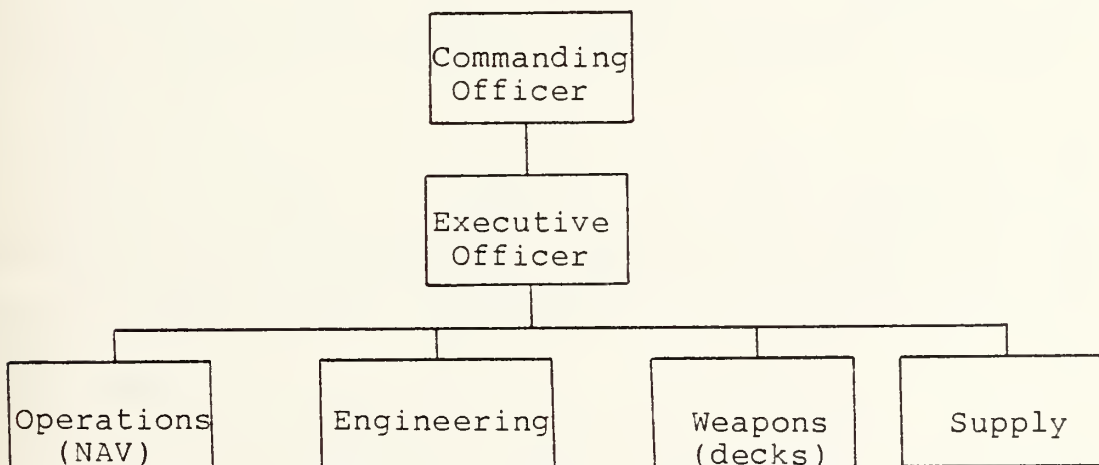 Commanding
Officer
Executive
Officer
Operations
(NAV)
Engineering
Weapons
(decks)
Supply